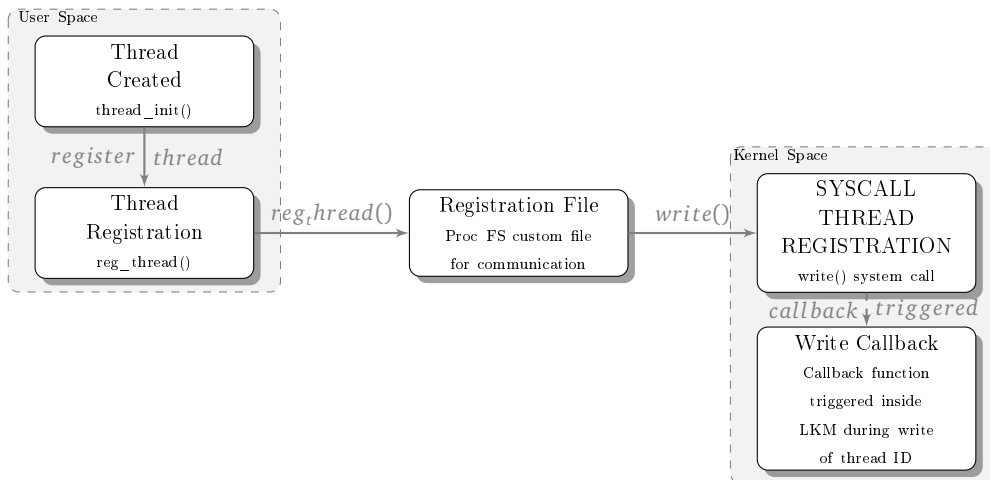 User Space
Thread
Created
thread_init()
register thread
Thread
Registration
reg_thread()
reg_thread()
Registration File
Proc FS custom file
for communication
write()
Kernel Space
SYSCALL
THREAD
REGISTRATION
write() system call
callback triggered
Write Callback
Callback function
triggered inside
LKM during write
of thread ID